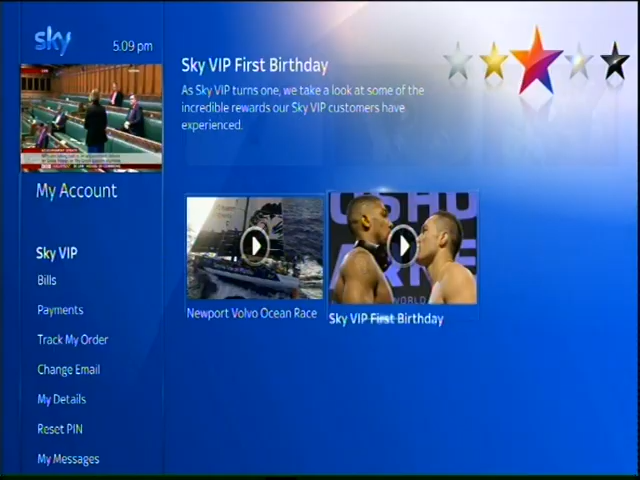 sky
5.09 pm
Sky VIP First Birthday
As Sky VIP turns one, we take a look at some of the
incredible rewards our Sky VIP customers have
experienced.
My Account
Sky VIP
Bills
Payments
Track My Order
Change Email
My Details
Reset PIN
My Messages
Newport Volvo Ocean Race
WORLD
Sky VIP First Birthday